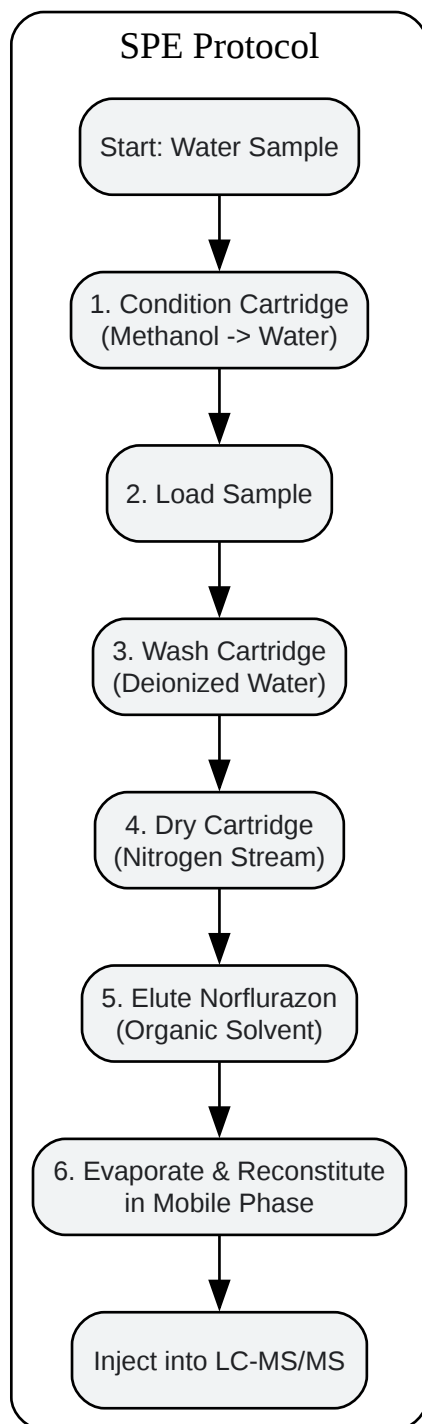 SPE Protocol
Start: Water Sample
1. Condition Cartridge
(Methanol -> Water)
2. Load Sample
3. Wash Cartridge
(Deionized Water)
4. Dry Cartridge
(Nitrogen Stream)
5. Elute Norflurazon
(Organic Solvent)
6. Evaporate & Reconstitute
in Mobile Phase
Inject into LC-MS/MS